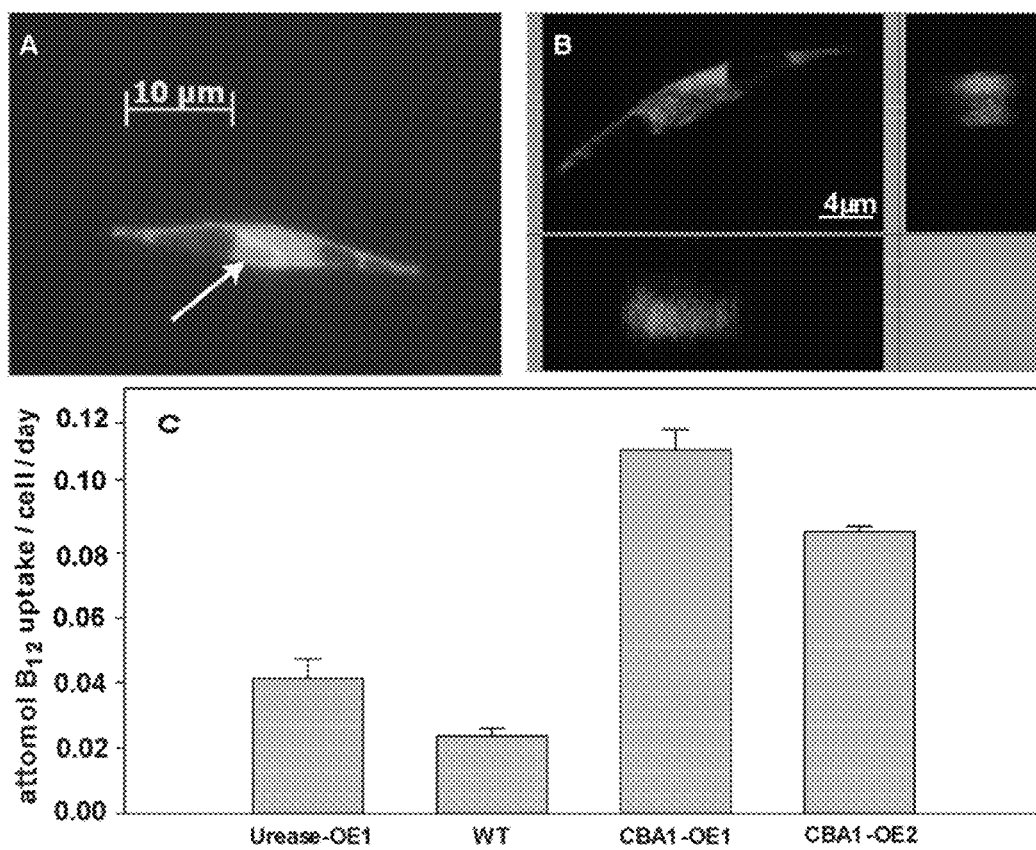 A
10 µm
B
4µm
C
attomol B12 uptake / cell / day
0.12
0.10
0.08
0.06
0.04
0.02
0.00
Urease-OE1
WT
CBA1-OE1
CBA1-OE2